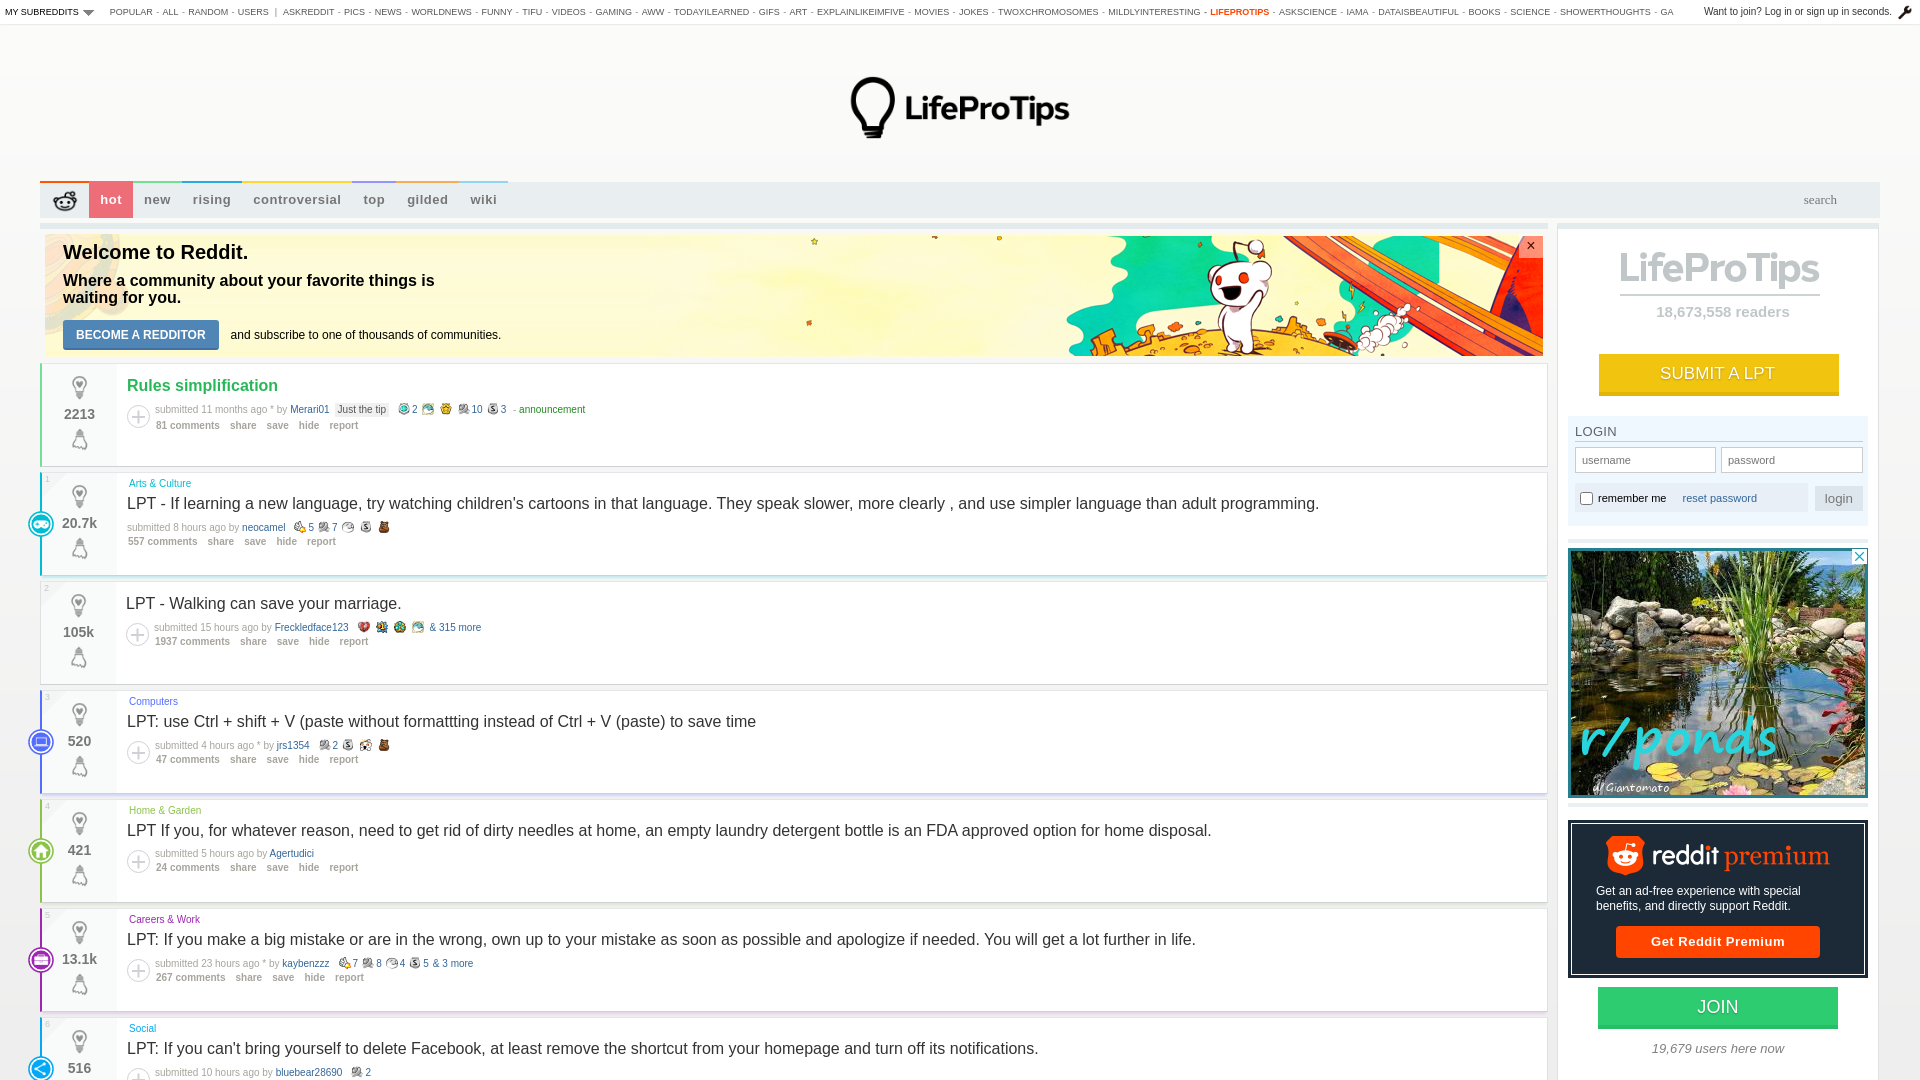 MY SUBREDDITS POPULAR - ALL - RANDOM - USERS | ASKREDDIT - PICS - NEWS - WORLDNEWS - FUNNY - TIFU - VIDEOS - GAMING - AWW - TODAYILEARNED - GIFS - ART - EXPLAINLIKEIMFIVE - MOVIES - JOKES - TWOXCHROMOSOMES - MILDLYINTERESTING - LIFEPROTIPS - ASKSCIENCE - IAMA - DATAISBEAUTIFUL - BOOKS - SCIENCE - SHOWERTHOUGHTS - GA
Want to join? Log in or sign up in seconds.
LifeProTips
hot new rising controversial top gilded wiki
search
Welcome to Reddit.
Where a community about your favorite things is
waiting for you.
BECOME A REDDITOR and subscribe to one of thousands of communities.
×
2213
Rules simplification
submitted 11 months ago * by Merari01 Just the tip 2 10 3 - announcement
81 comments share save hide report
1
20.7k
Arts & Culture
LPT - If learning a new language, try watching children's cartoons in that language. They speak slower, more clearly , and use simpler language than adult programming.
submitted 8 hours ago by neocamel 5 7
557 comments share save hide report
2
105k
LPT - Walking can save your marriage.
submitted 15 hours ago by Freckledface123 & 315 more
1937 comments share save hide report
3
520
Computers
LPT: use Ctrl + shift + V (paste without formattting instead of Ctrl + V (paste) to save time
submitted 4 hours ago * by jrs1354 2
47 comments share save hide report
4
421
Home & Garden
LPT If you, for whatever reason, need to get rid of dirty needles at home, an empty laundry detergent bottle is an FDA approved option for home disposal.
submitted 5 hours ago by Agertudici
24 comments share save hide report
5
13.1k
Careers & Work
LPT: If you make a big mistake or are in the wrong, own up to your mistake as soon as possible and apologize if needed. You will get a lot further in life.
submitted 23 hours ago * by kaybenzzz 7 8 4 5 & 3 more
267 comments share save hide report
6
516
Social
LPT: If you can't bring yourself to delete Facebook, at least remove the shortcut from your homepage and turn off its notifications.
submitted 10 hours ago by bluebear28690 2
LifeProTips
18,673,558 readers
SUBMIT A LPT
LOGIN
username password
remember me reset password login
r/ponds
d/Giantomato
reddit premium
Get an ad-free experience with special
benefits, and directly support Reddit.
Get Reddit Premium
JOIN
19,679 users here now